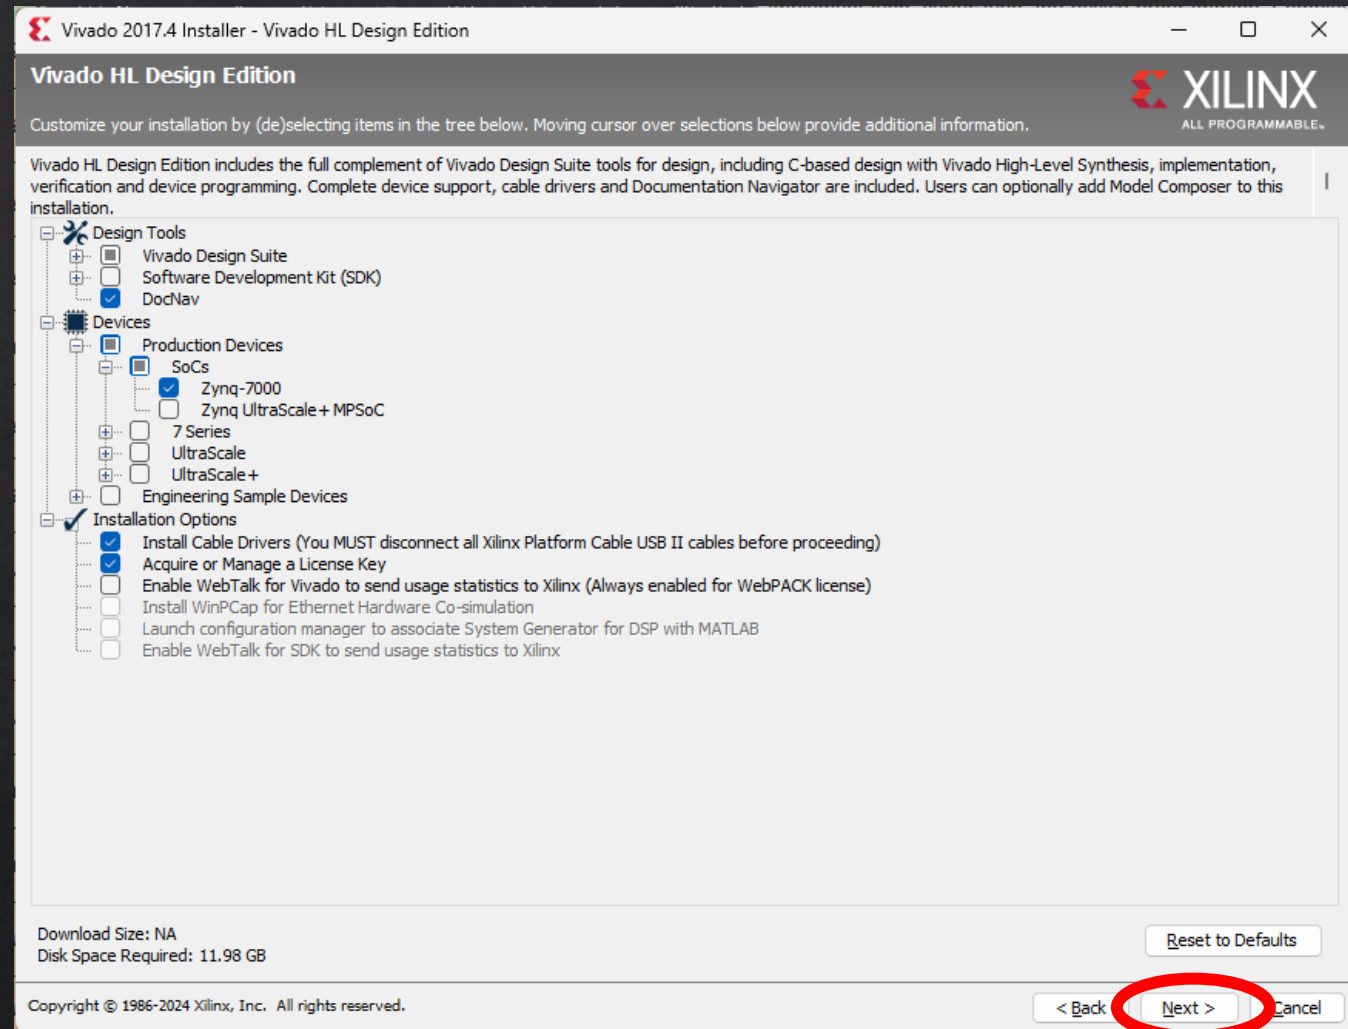 Vivado 2017.4 Installer - Vivado HL Design Edition
Vivado HL Design Edition
XILINX
ALL PROGRAMMABLE™
Customize your installation by (de)selecting items in the tree below. Moving cursor over selections below provide additional information.
Vivado HL Design Edition includes the full complement of Vivado Design Suite tools for design, including C-based design with Vivado High-Level Synthesis, implementation,
verification and device programming. Complete device support, cable drivers and Documentation Navigator are included. Users can optionally add Model Composer to this
installation.
Design Tools
Vivado Design Suite
Software Development Kit (SDK)
DocNav
Devices
Production Devices
SoCs
Zynq-7000
Zynq UltraScale+ MPSoC
7 Series
UltraScale
UltraScale+
Engineering Sample Devices
Installation Options
Install Cable Drivers (You MUST disconnect all Xilinx Platform Cable USB II cables before proceeding)
Acquire or Manage a License Key
Enable WebTalk for Vivado to send usage statistics to Xilinx (Always enabled for WebPACK license)
Install WinPCap for Ethernet Hardware Co-simulation
Launch configuration manager to associate System Generator for DSP with MATLAB
Enable WebTalk for SDK to send usage statistics to Xilinx
Download Size: NA
Disk Space Required: 11.98 GB
Reset to Defaults
Copyright © 1986-2024 Xilinx, Inc. All rights reserved.
< Back
Next >
Cancel